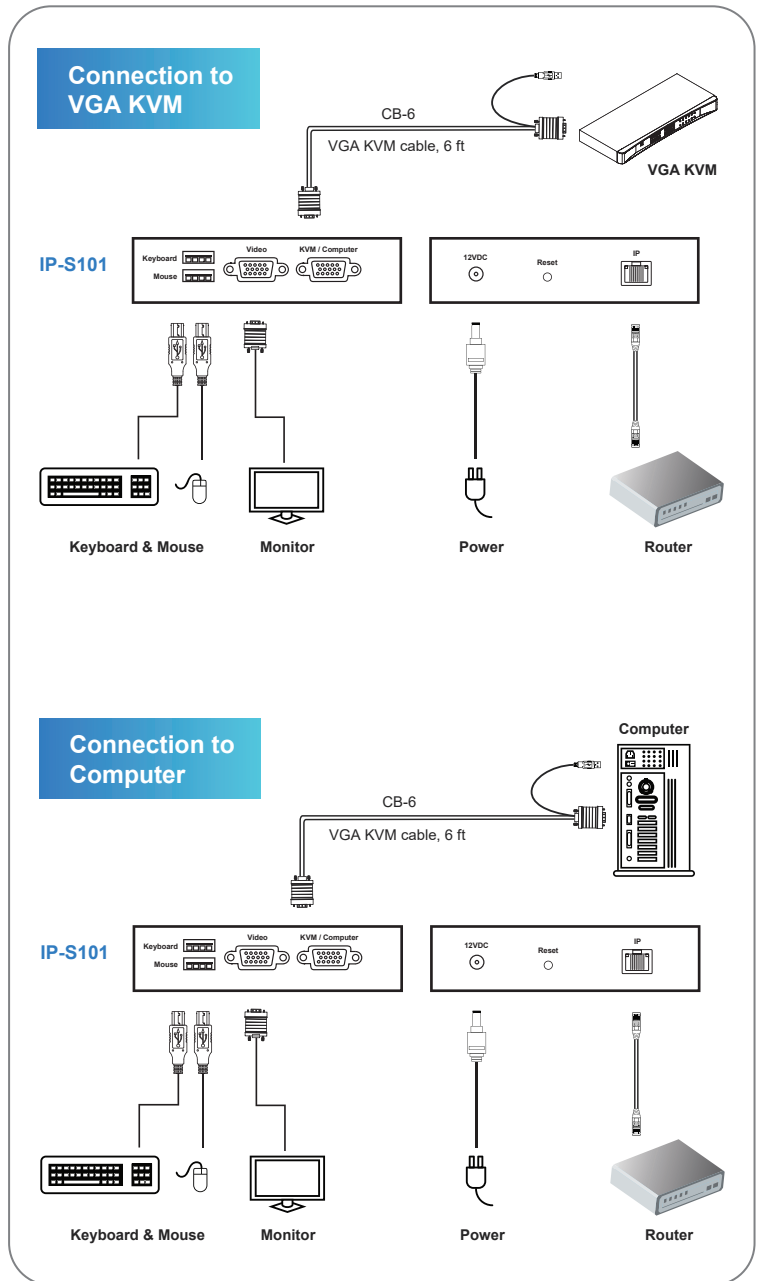 Connection to
VGA KVM
CB-6
VGA KVM cable, 6 ft
VGA KVM
IP-S101
Keyboard
Mouse
Video
KVM / Computer
12VDC
Reset
IP
Keyboard & Mouse
Monitor
Power
Router
Connection to
Computer
Computer
CB-6
VGA KVM cable, 6 ft
IP-S101
Keyboard
Mouse
Video
KVM / Computer
12VDC
Reset
IP
Keyboard & Mouse
Monitor
Power
Router